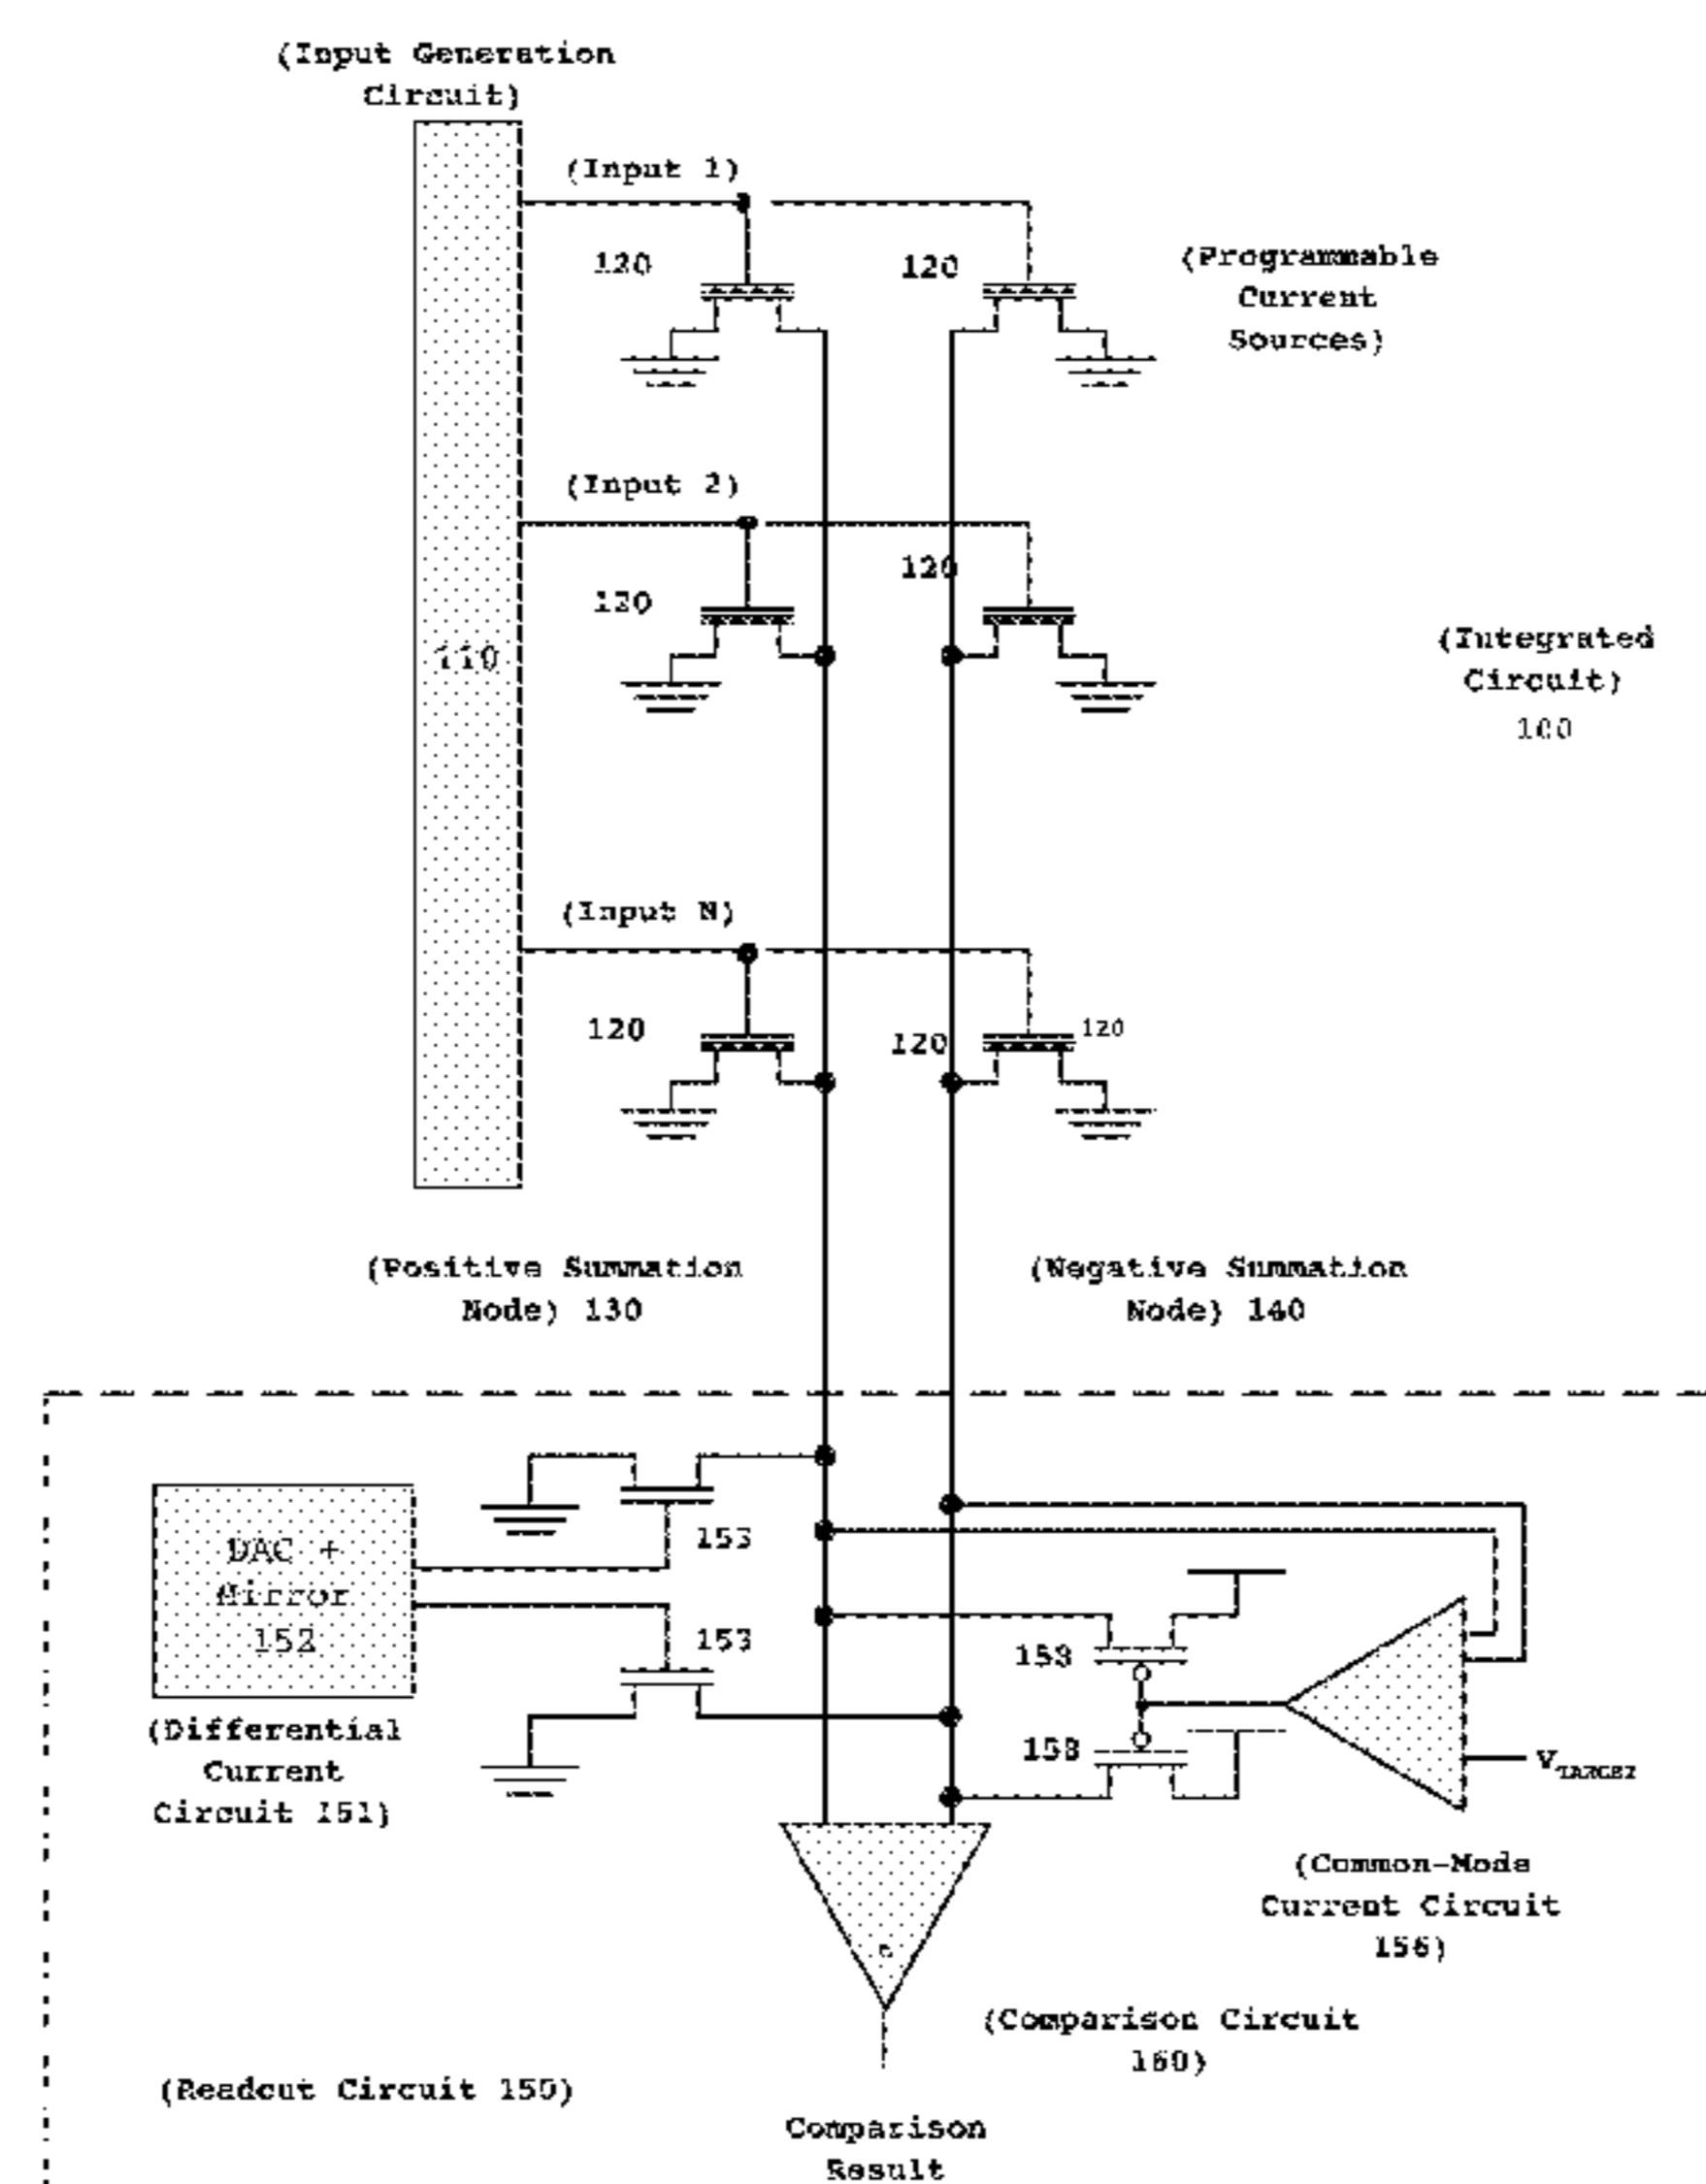 (Input Generation
Circuit)
(Input 1)
120
120
(Programmable
Current
Sources)
(Input 2)
120
120
110
(Integrated
Circuit)
100
(Input N)
120
120
120
(Positive Summation
Node) 130
(Negative Summation
Node) 140
DAC +
Mirror
152
153
153
158
158
V TARGET
(Differential
Current
Circuit 151)
(Common-Mode
Current Circuit
156)
(Comparison Circuit
160)
(Readout Circuit 150)
Comparison
Result